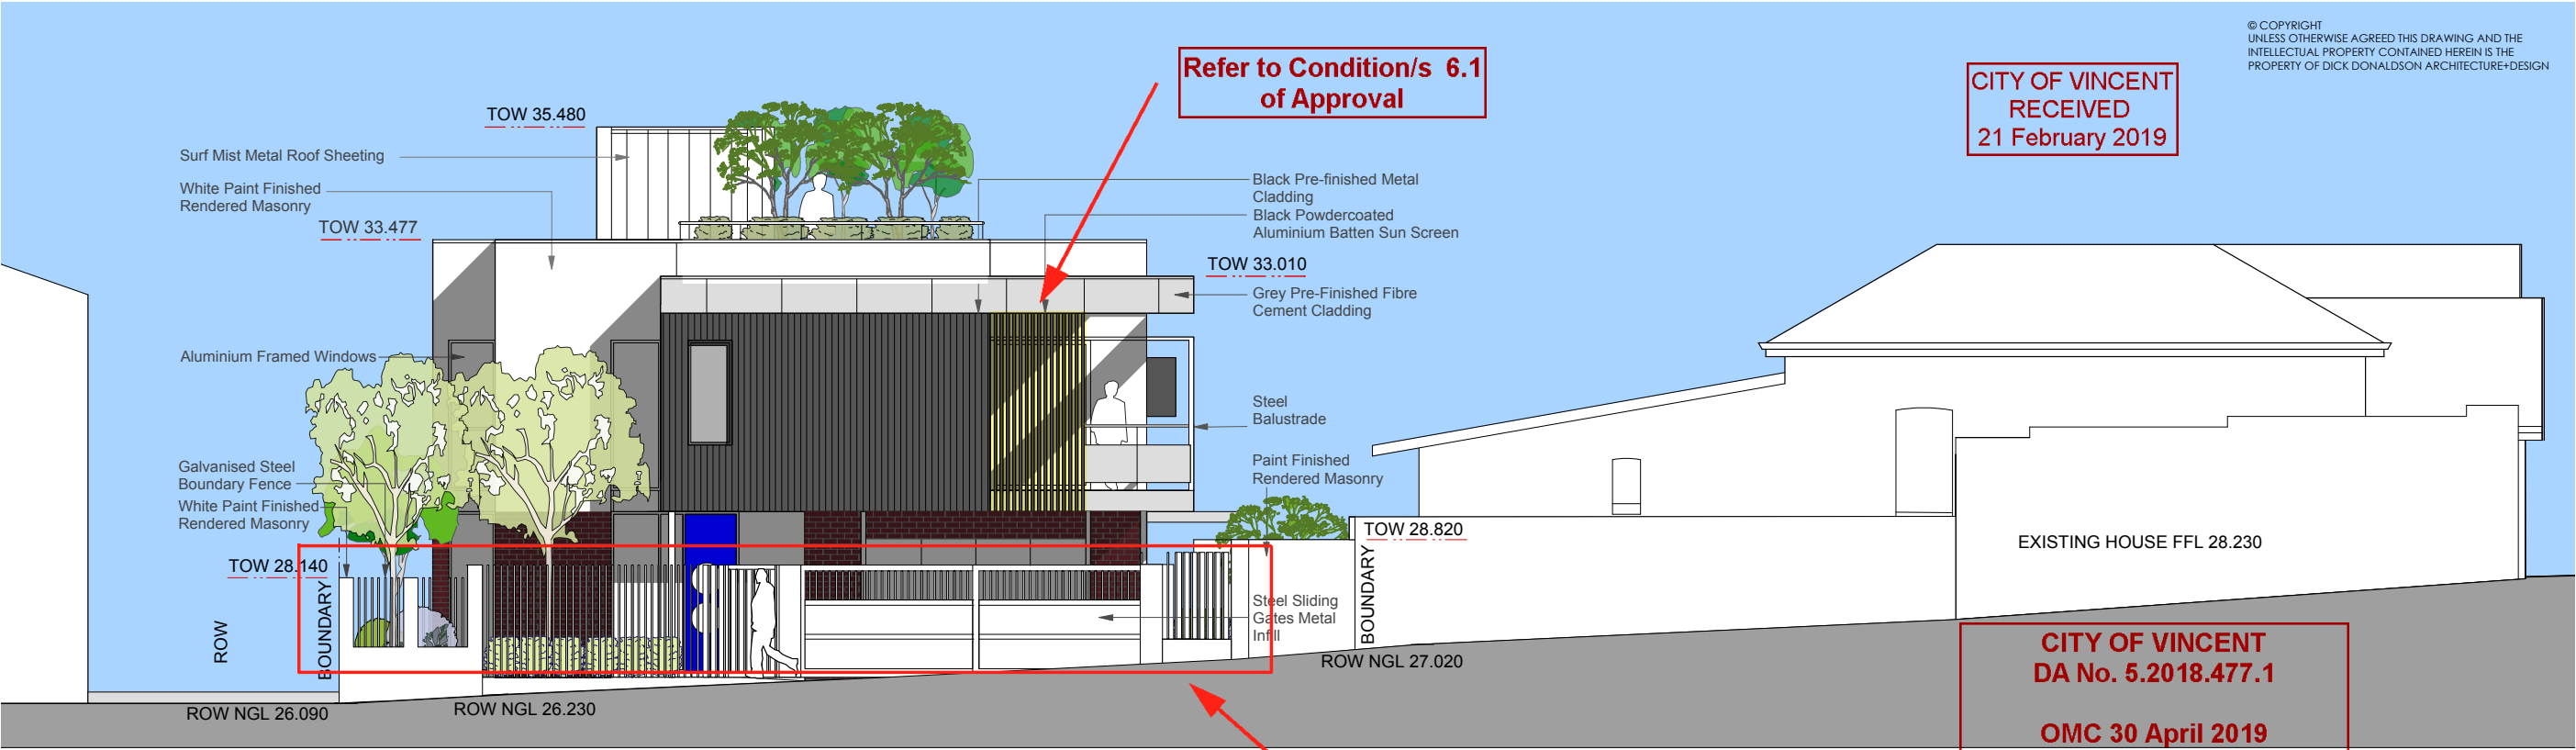 © COPYRIGHT
UNLESS OTHERWISE AGREED THIS DRAWING AND THE
INTELLECTUAL PROPERTY CONTAINED HEREIN IS THE
PROPERTY OF DICK DONALDSON ARCHITECTURE+DESIGN
CITY OF VINCENT
RECEIVED
21 February 2019
Refer to Condition/s 6.1
of Approval
TOW 35.480
Surf Mist Metal Roof Sheeting
White Paint Finished
Rendered Masonry
TOW 33.477
Aluminium Framed Windows
Galvanised Steel
Boundary Fence
White Paint Finished
Rendered Masonry
TOW 28.140
ROW
BOUNDARY
ROW NGL 26.090
ROW NGL 26.230
Black Pre-finished Metal
Cladding
Black Powdercoated
Aluminium Batten Sun Screen
TOW 33.010
Grey Pre-Finished Fibre
Cement Cladding
Steel
Balustrade
Paint Finished
Rendered Masonry
TOW 28.820
BOUNDARY
Steel Sliding
Gates Metal
Infill
ROW NGL 27.020
EXISTING HOUSE FFL 28.230
CITY OF VINCENT
DA No. 5.2018.477.1
OMC 30 April 2019